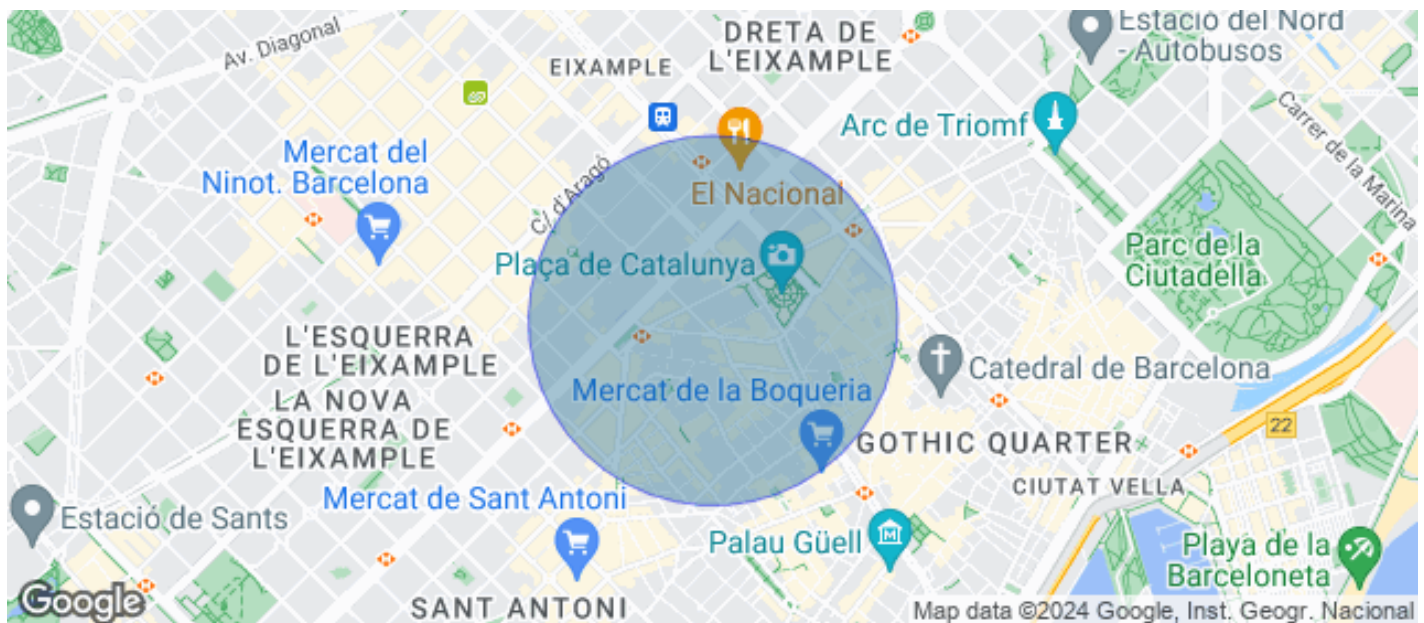 Estació del Nord
- Autobusos
DRETA DE
L'EIXAMPLE
Av. Diagonal
EIXAMPLE
Arc de Triomf
Carrer de la Marina
Mercat del
Ninot. Barcelona
C/ d'Aragó
El Nacional
Plaça de Catalunya
Parc de la
Ciutadella
L'ESQUERRA
DE L'EIXAMPLE
Catedral de Barcelona
Mercat de la Boqueria
LA NOVA
ESQUERRA DE
L'EIXAMPLE
22
GOTHIC QUARTER
CIUTAT VELLA
Mercat de Sant Antoni
Estació de Sants
Palau Güell
Playa de la
Barceloneta
SANT ANTONI
Google
Map data ©2024 Google, Inst. Geogr. Nacional